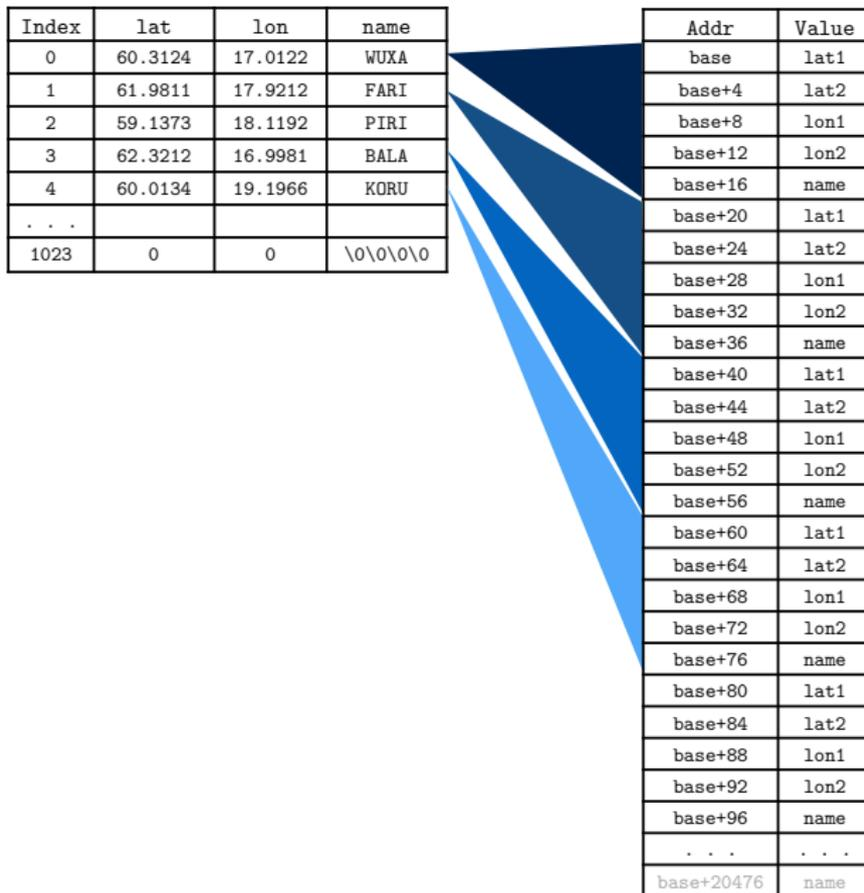 Index lat lon name
0 60.3124 17.0122 WUXA
1 61.9811 17.9212 FARI
2 59.1373 18.1192 PIRI
3 62.3212 16.9981 BALA
4 60.0134 19.1966 KORU
. . .
1023 0 0 \0\0\0\0
Addr Value
base lat1
base+4 lat2
base+8 lon1
base+12 lon2
base+16 name
base+20 lat1
base+24 lat2
base+28 lon1
base+32 lon2
base+36 name
base+40 lat1
base+44 lat2
base+48 lon1
base+52 lon2
base+56 name
base+60 lat1
base+64 lat2
base+68 lon1
base+72 lon2
base+76 name
base+80 lat1
base+84 lat2
base+88 lon1
base+92 lon2
base+96 name
. . . . . .
base+20476 name